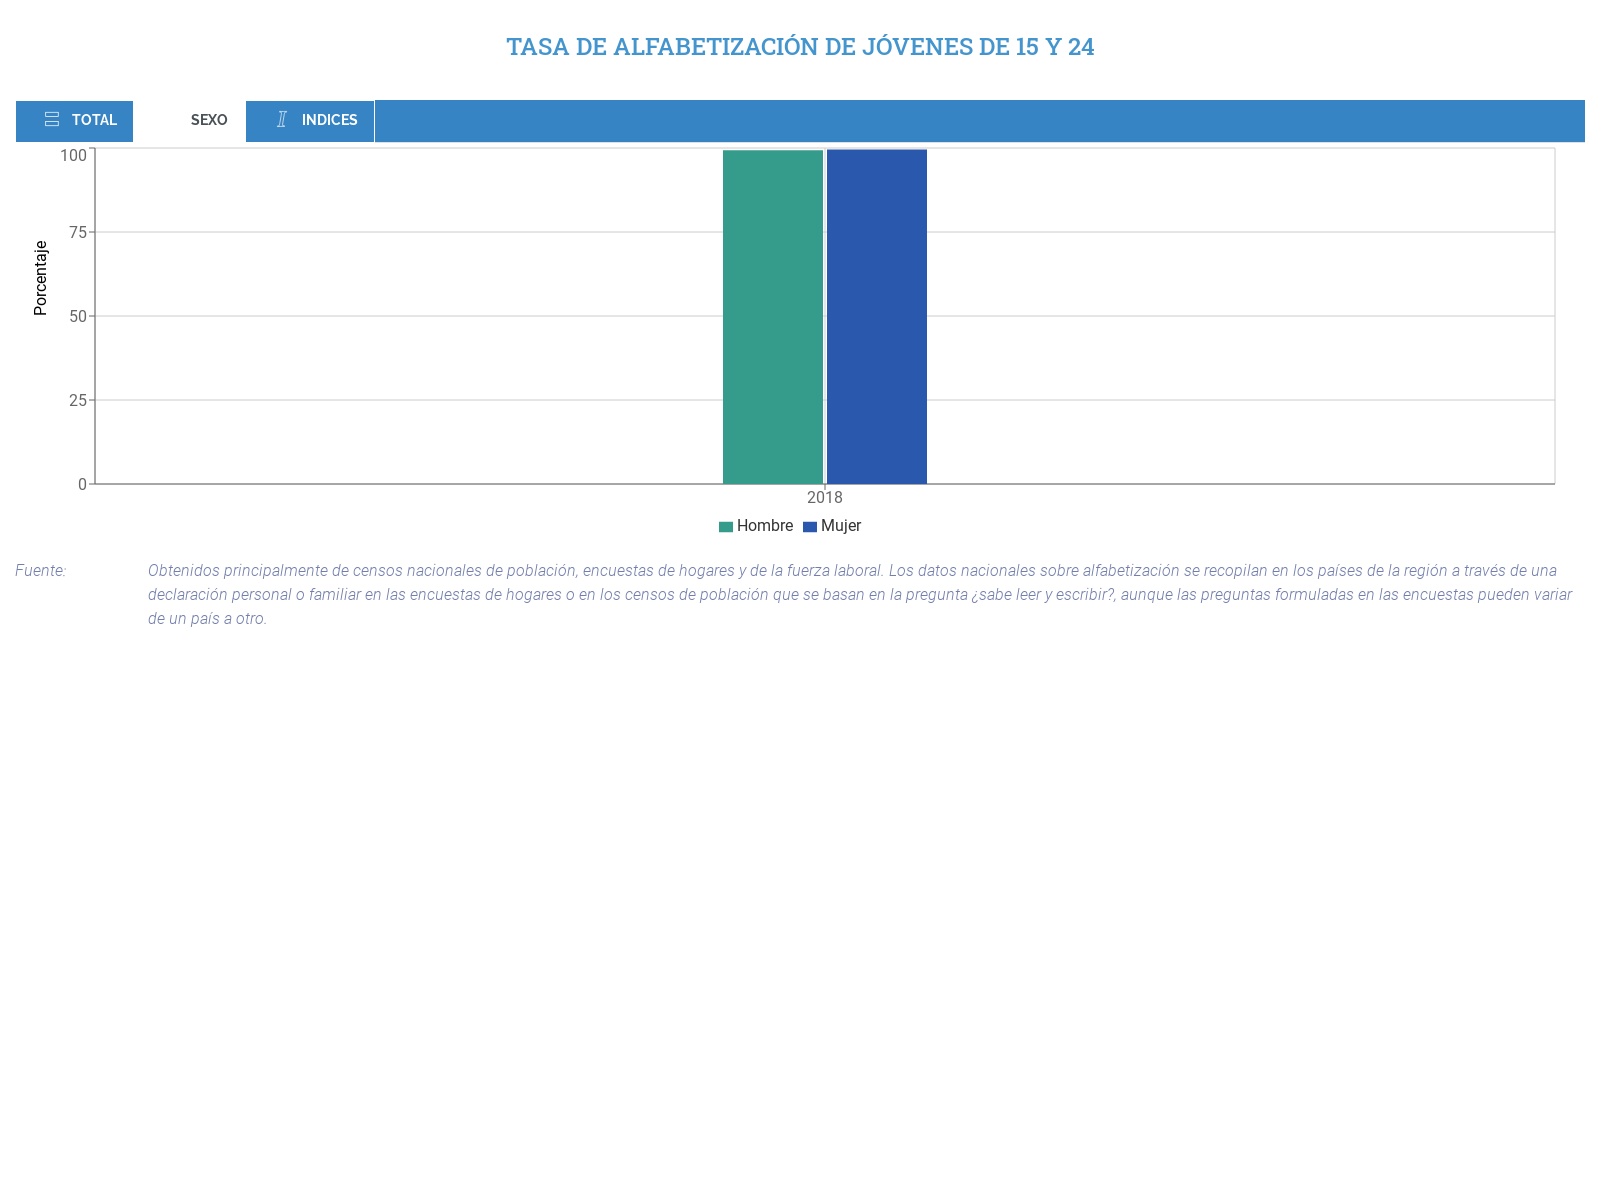 TASA DE ALFABETIZACIÓN DE JÓVENES DE 15 Y 24
TOTAL SEXO INDICES
100
75
50
25
0
Porcentaje
2018
Hombre Mujer
Fuente: Obtenidos principalmente de censos nacionales de población, encuestas de hogares y de la fuerza laboral. Los datos nacionales sobre alfabetización se recopilan en los países de la región a través de una
declaración personal o familiar en las encuestas de hogares o en los censos de población que se basan en la pregunta ¿sabe leer y escribir?, aunque las preguntas formuladas en las encuestas pueden variar
de un país a otro.